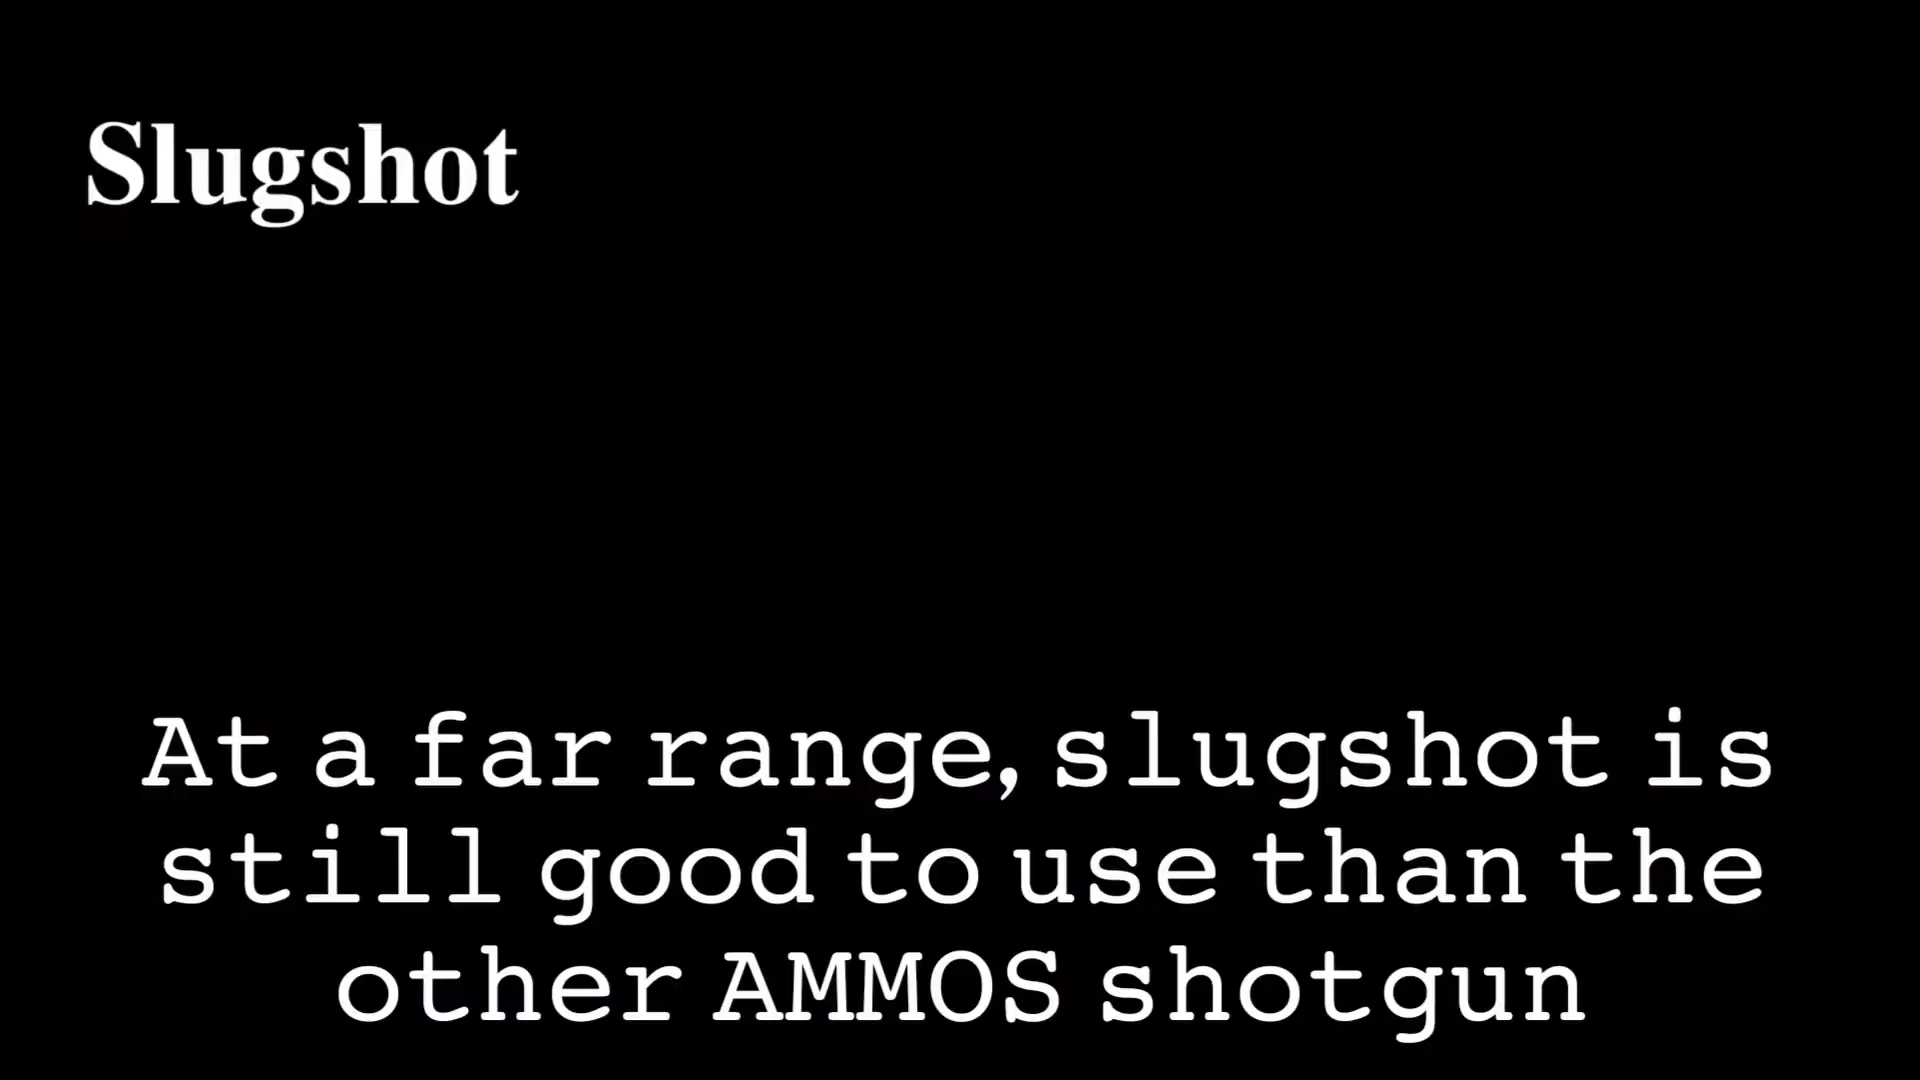 Slugshot
At a far range, slugshot is
still good to use than the
other AMMOS shotgun